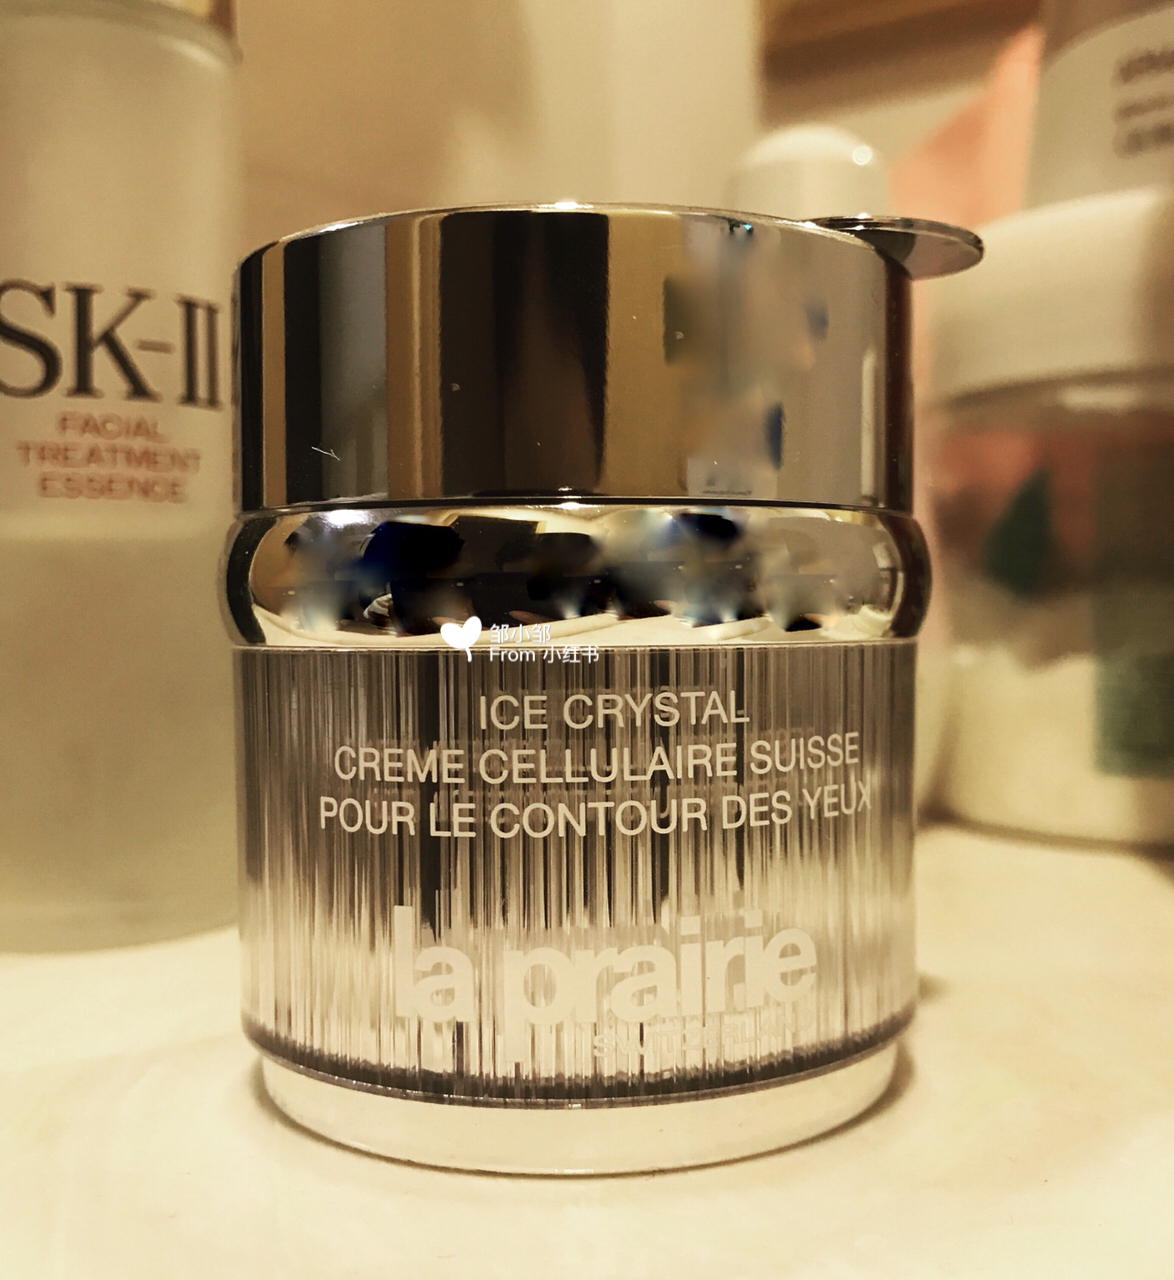 SK-II
FACIAL
TREATMENT
ESSENCE
邹小邹
From 小红书
ICE CRYSTAL
CREME CELLULAIRE SUISSE
POUR LE CONTOUR DES YEUX
la prairie
SWITZERLAND